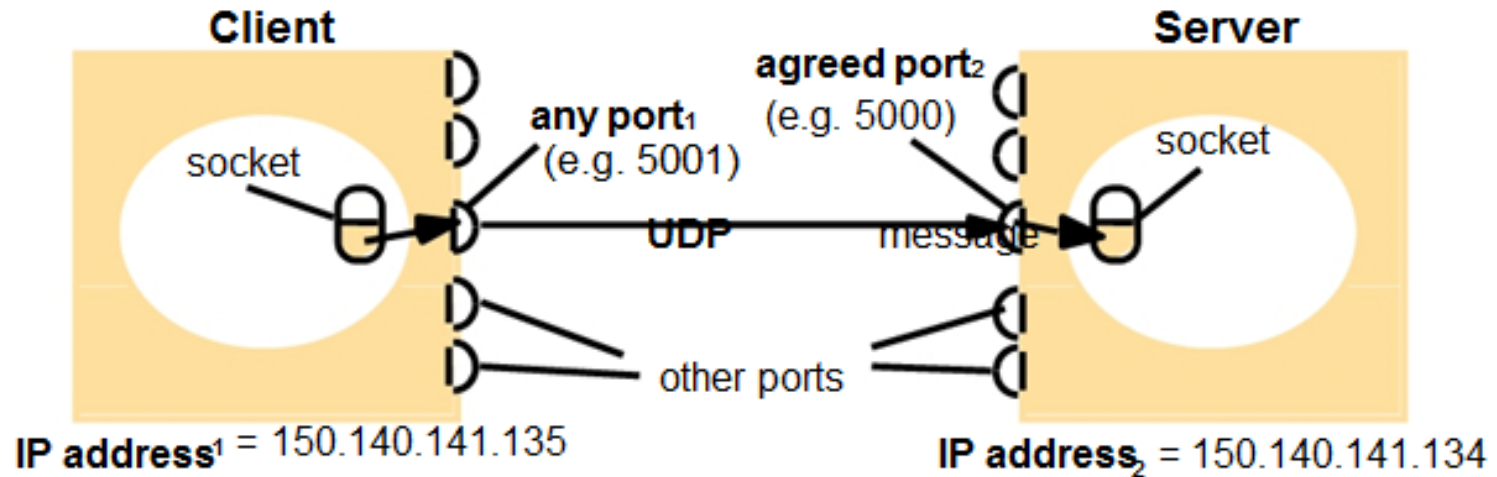 Client
Server
agreed port2
any port1
(e.g. 5000)
(e.g. 5001)
socket
socket
UDP message
other ports
IP address1 = 150.140.141.135
IP address2 = 150.140.141.134